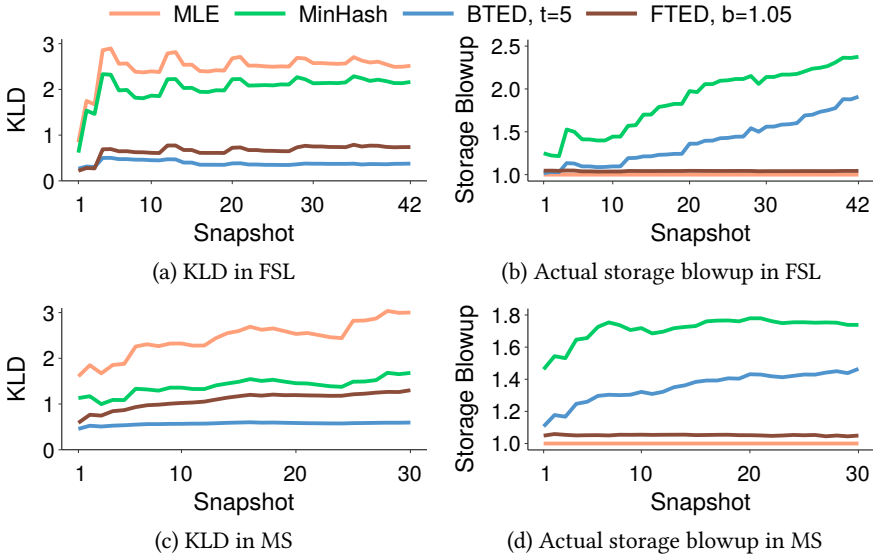 MLE MinHash BTED, t=5 FTED, b=1.05
KLD
3
2
1
0
1 10 20 30 42
Snapshot
(a) KLD in FSL
Storage Blowup
2.5
2.0
1.5
1.0
1 10 20 30 42
Snapshot
(b) Actual storage blowup in FSL
KLD
3
2
1
0
1 10 20 30
Snapshot
(c) KLD in MS
Storage Blowup
1.8
1.6
1.4
1.2
1.0
1 10 20 30
Snapshot
(d) Actual storage blowup in MS